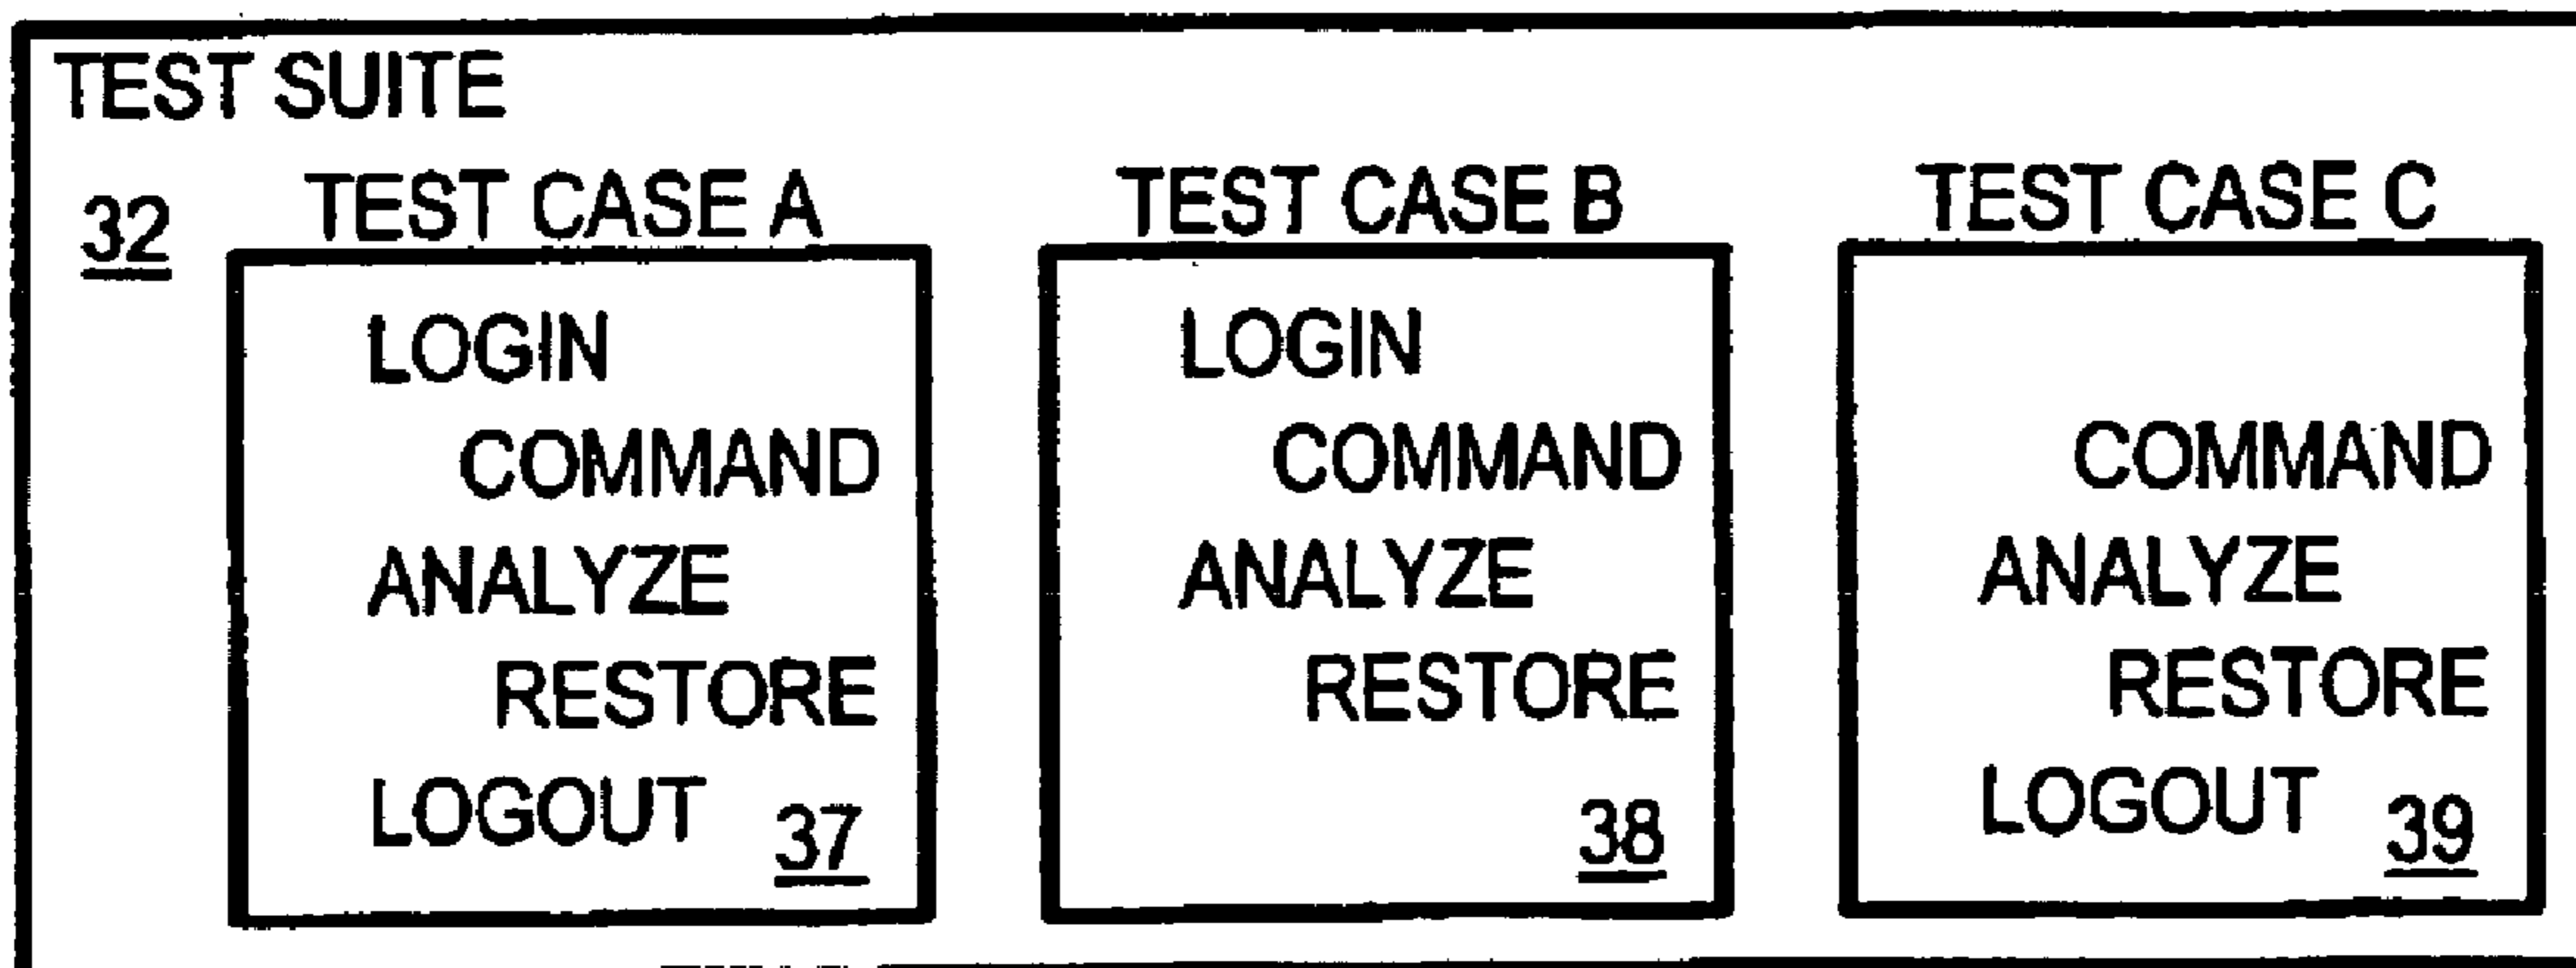 TEST SUITE
32
TEST CASE A
LOGIN
COMMAND
ANALYZE
RESTORE
LOGOUT
37
TEST CASE B
LOGIN
COMMAND
ANALYZE
RESTORE
38
TEST CASE C
COMMAND
ANALYZE
RESTORE
LOGOUT
39